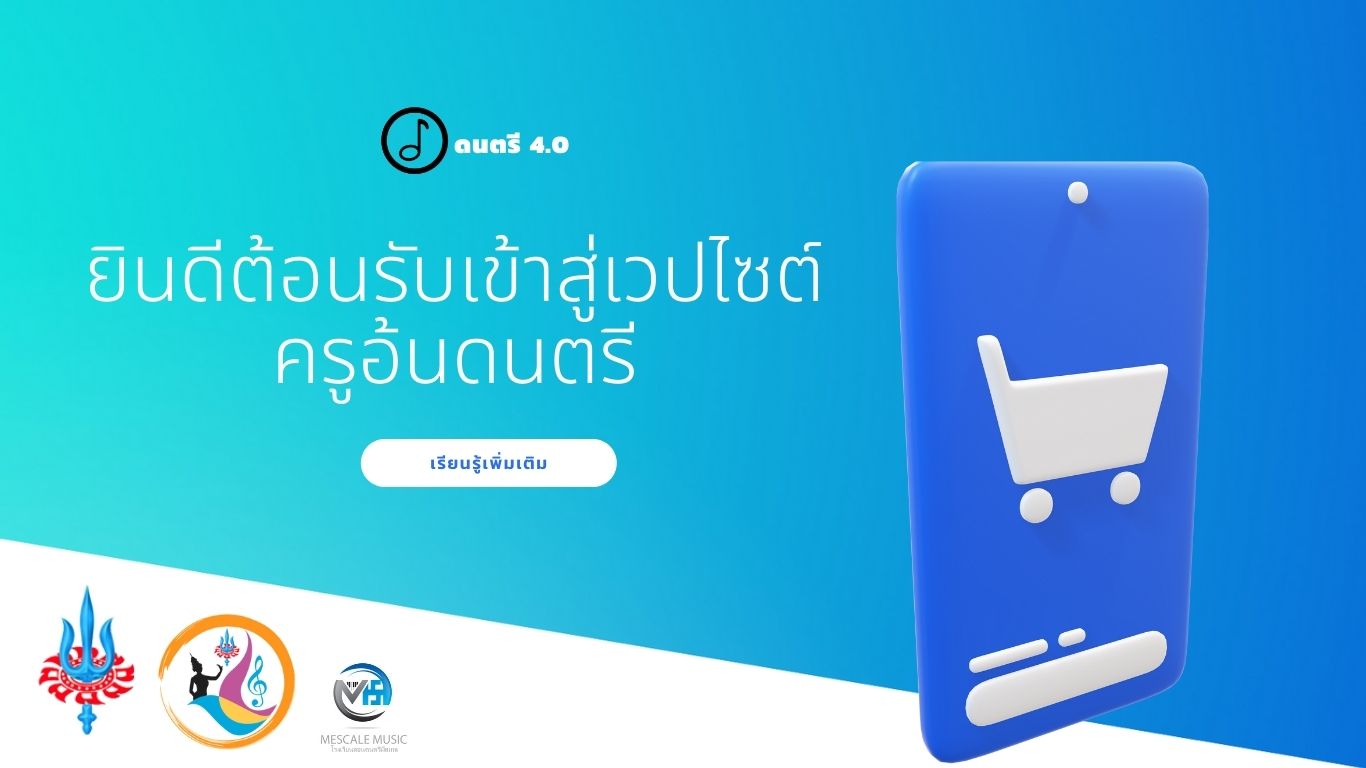 ดนตรี 4.0
ยินดีต้อนรับเข้าสู่เวปไซต์
ครูอ้นดนตรี
เรียนรู้เพิ่มเติม
MESCALE MUSIC